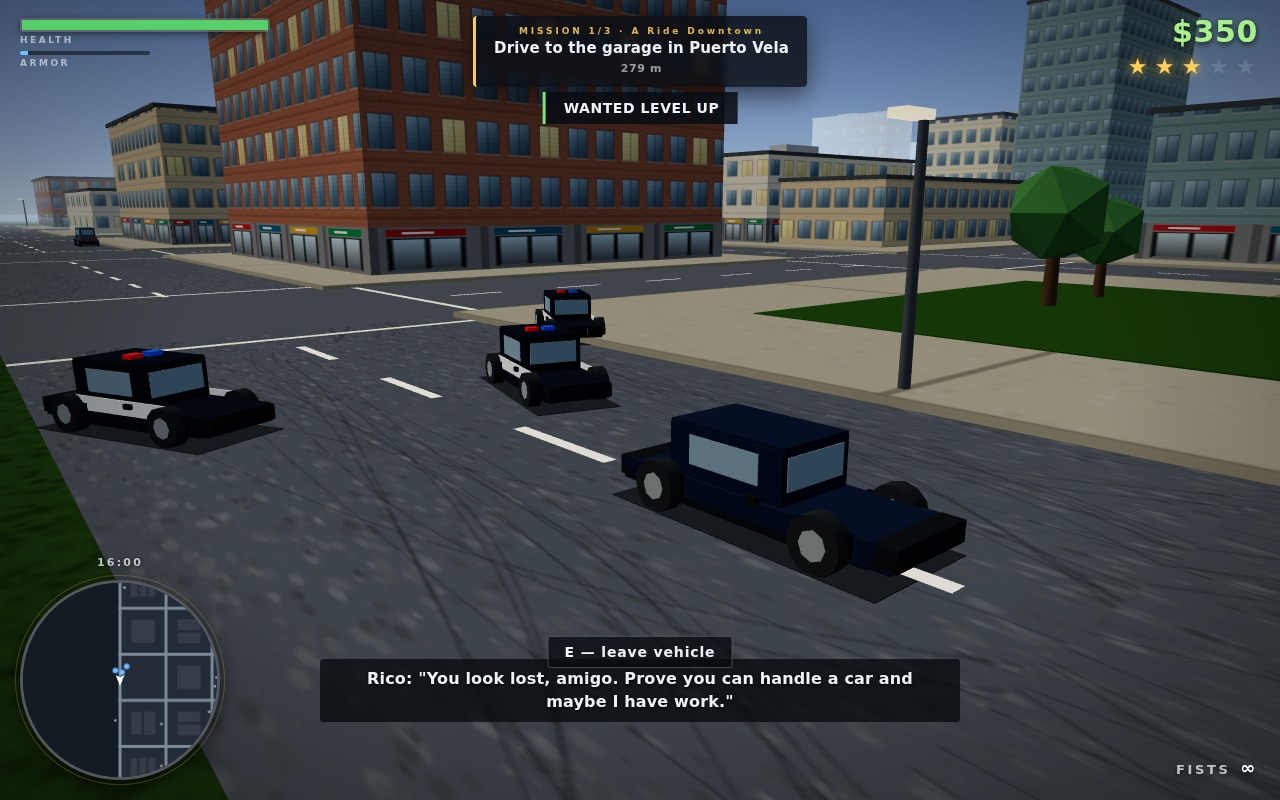 HEALTH
ARMOR
MISSION 1/3 · A Ride Downtown
Drive to the garage in Puerto Vela
279 m
WANTED LEVEL UP
$350
★ ★ ★ ★ ★
16:00
E — leave vehicle
Rico: "You look lost, amigo. Prove you can handle a car and
maybe I have work."
FISTS ∞